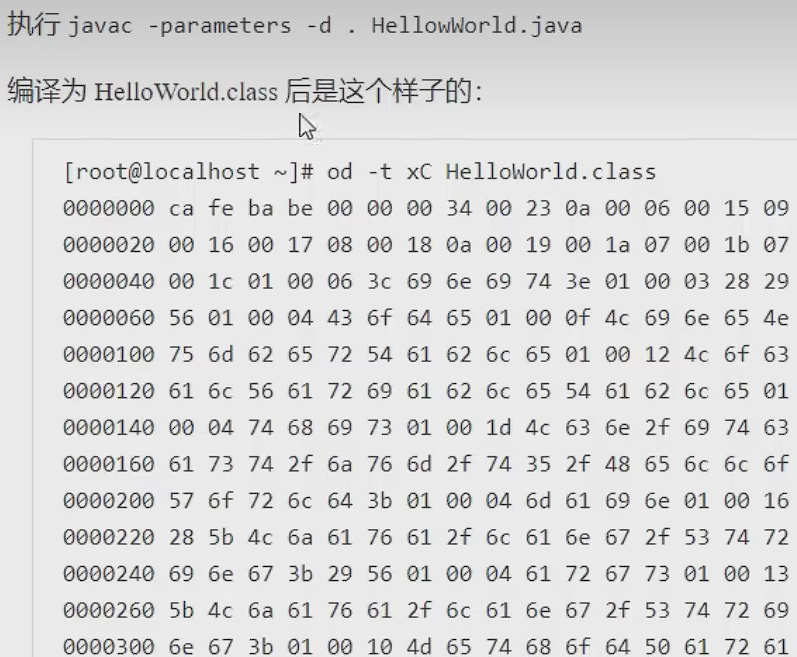 执行 javac -parameters -d . HellowWorld.java
编译为 HelloWorld.class 后是这个样子的：
[root@localhost ~]# od -t xC HelloWorld.class
0000000 ca fe ba be 00 00 00 34 00 23 0a 00 06 00 15 09
0000020 00 16 00 17 08 00 18 0a 00 19 00 1a 07 00 1b 07
0000040 00 1c 01 00 06 3c 69 6e 69 74 3e 01 00 03 28 29
0000060 56 01 00 04 43 6f 64 65 01 00 0f 4c 69 6e 65 4e
0000100 75 6d 62 65 72 54 61 62 6c 65 01 00 12 4c 6f 63
0000120 61 6c 56 61 72 69 61 62 6c 65 54 61 62 6c 65 01
0000140 00 04 74 68 69 73 01 00 1d 4c 63 6e 2f 69 74 63
0000160 61 73 74 2f 6a 76 6d 2f 74 35 2f 48 65 6c 6c 6f
0000200 57 6f 72 6c 64 3b 01 00 04 6d 61 69 6e 01 00 16
0000220 28 5b 4c 6a 61 76 61 2f 6c 61 6e 67 2f 53 74 72
0000240 69 6e 67 3b 29 56 01 00 04 61 72 67 73 01 00 13
0000260 5b 4c 6a 61 76 61 2f 6c 61 6e 67 2f 53 74 72 69
0000300 6e 67 3b 01 00 10 4d 65 74 68 6f 64 50 61 72 61